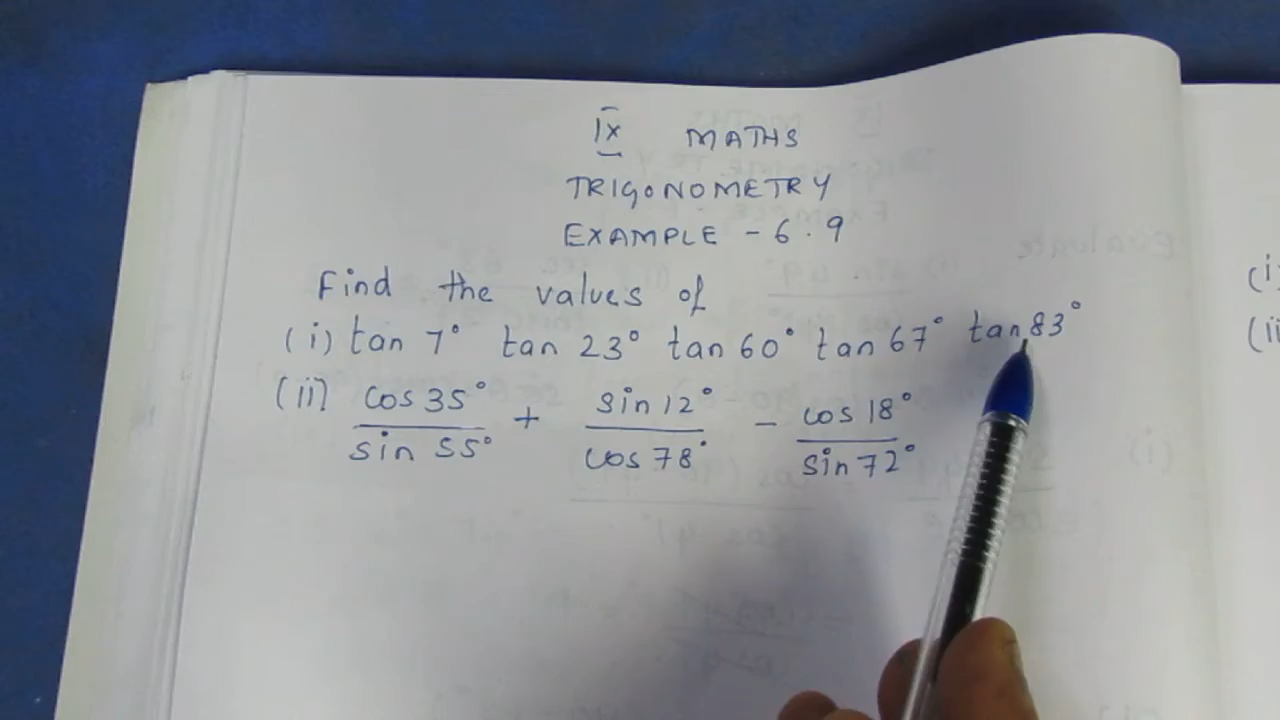 IX MATHS
TRIGONOMETRY
EXAMPLE - 6.9
Find the values of
(i) tan 7° tan 23° tan 60° tan 67° tan 83°
(ii) cos 35° / sin 55° + sin 12° / cos 78° - cos 18° / sin 72°
(i
(ii